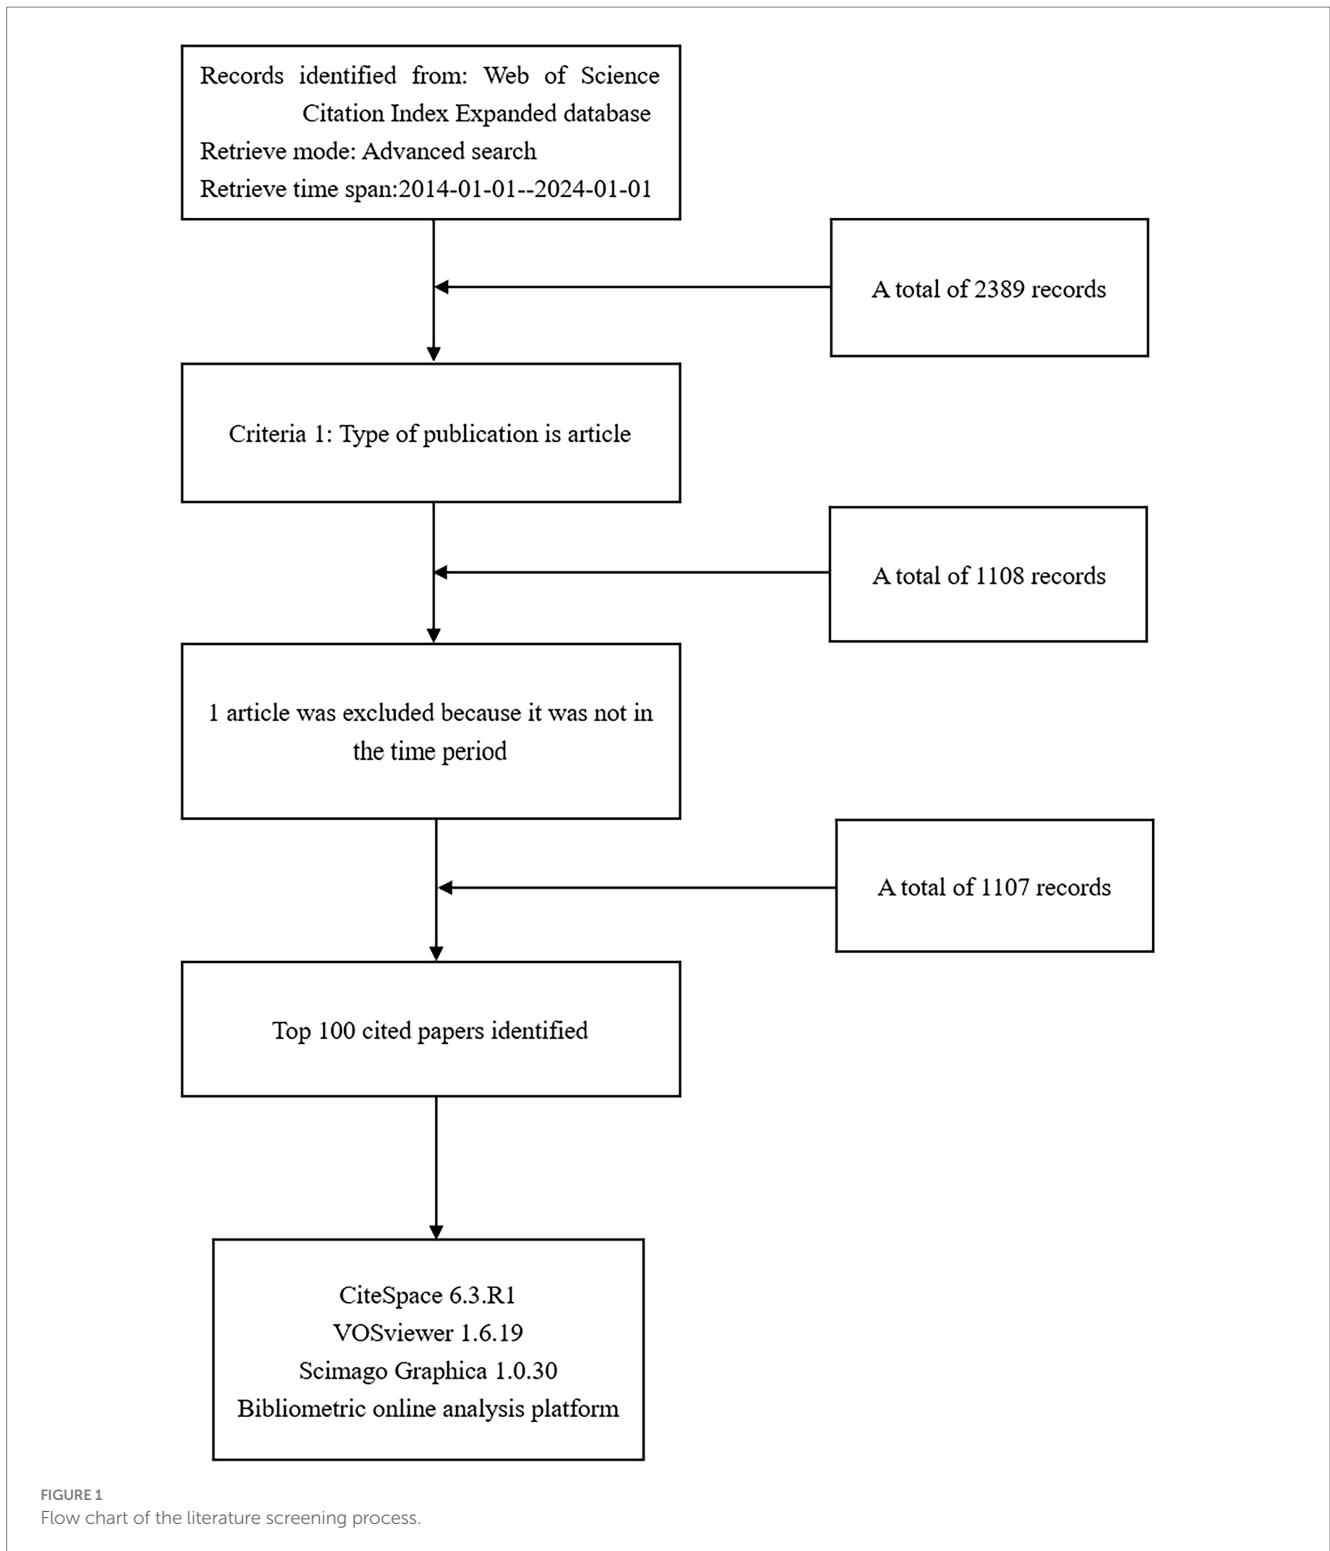 Records identified from: Web of Science
Citation Index Expanded database
Retrieve mode: Advanced search
Retrieve time span:2014-01-01--2024-01-01
A total of 2389 records
Criteria 1: Type of publication is article
A total of 1108 records
1 article was excluded because it was not in
the time period
A total of 1107 records
Top 100 cited papers identified
CiteSpace 6.3.R1
VOSviewer 1.6.19
Scimago Graphica 1.0.30
Bibliometric online analysis platform
FIGURE 1
Flow chart of the literature screening process.